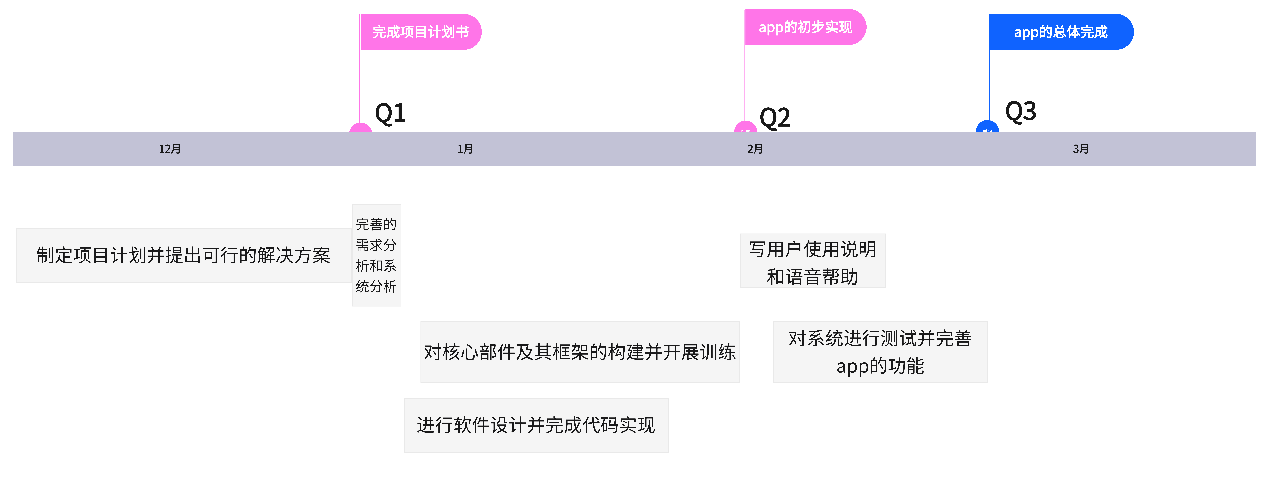 完成项目计划书
app的初步实现
app的总体完成
Q1
Q2
Q3
12月
1月
2月
3月
制定项目计划并提出可行的解决方案
完善的
需求分
析和系
统分析
写用户使用说明
和语音帮助
对核心部件及其框架的构建并开展训练
对系统进行测试并完善
app的功能
进行软件设计并完成代码实现